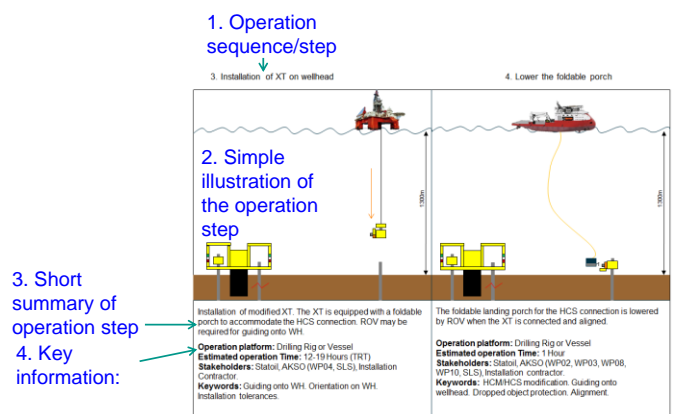 1. Operation
sequence/step
3. Installation of XT on wellhead
4. Lower the foldable porch
2. Simple
illustration of
the operation
step
1300m
1300m
3. Short
summary of
operation step
4. Key
information:
Installation of modified XT. The XT is equipped with a foldable
porch to accommodate the HCS connection. ROV may be
required for guiding onto WH.
Operation platform: Drilling Rig or Vessel
Estimated operation Time: 12-19 Hours (TRT)
Stakeholders: Statoil, AKSO (WP04, SLS), Installation
Contractor.
Keywords: Guiding onto WH. Orientation on WH.
Installation tolerances.
The foldable landing porch for the HCS connection is lowered
by ROV when the XT is connected and aligned.
Operation platform: Drilling Rig or Vessel
Estimated operation Time: 1 Hour
Stakeholders: Statoil, AKSO (WP02, WP03, WP08,
WP10, SLS), Installation contractor.
Keywords: HCM/HCS modification. Guiding onto
wellhead. Dropped object protection. Alignment.